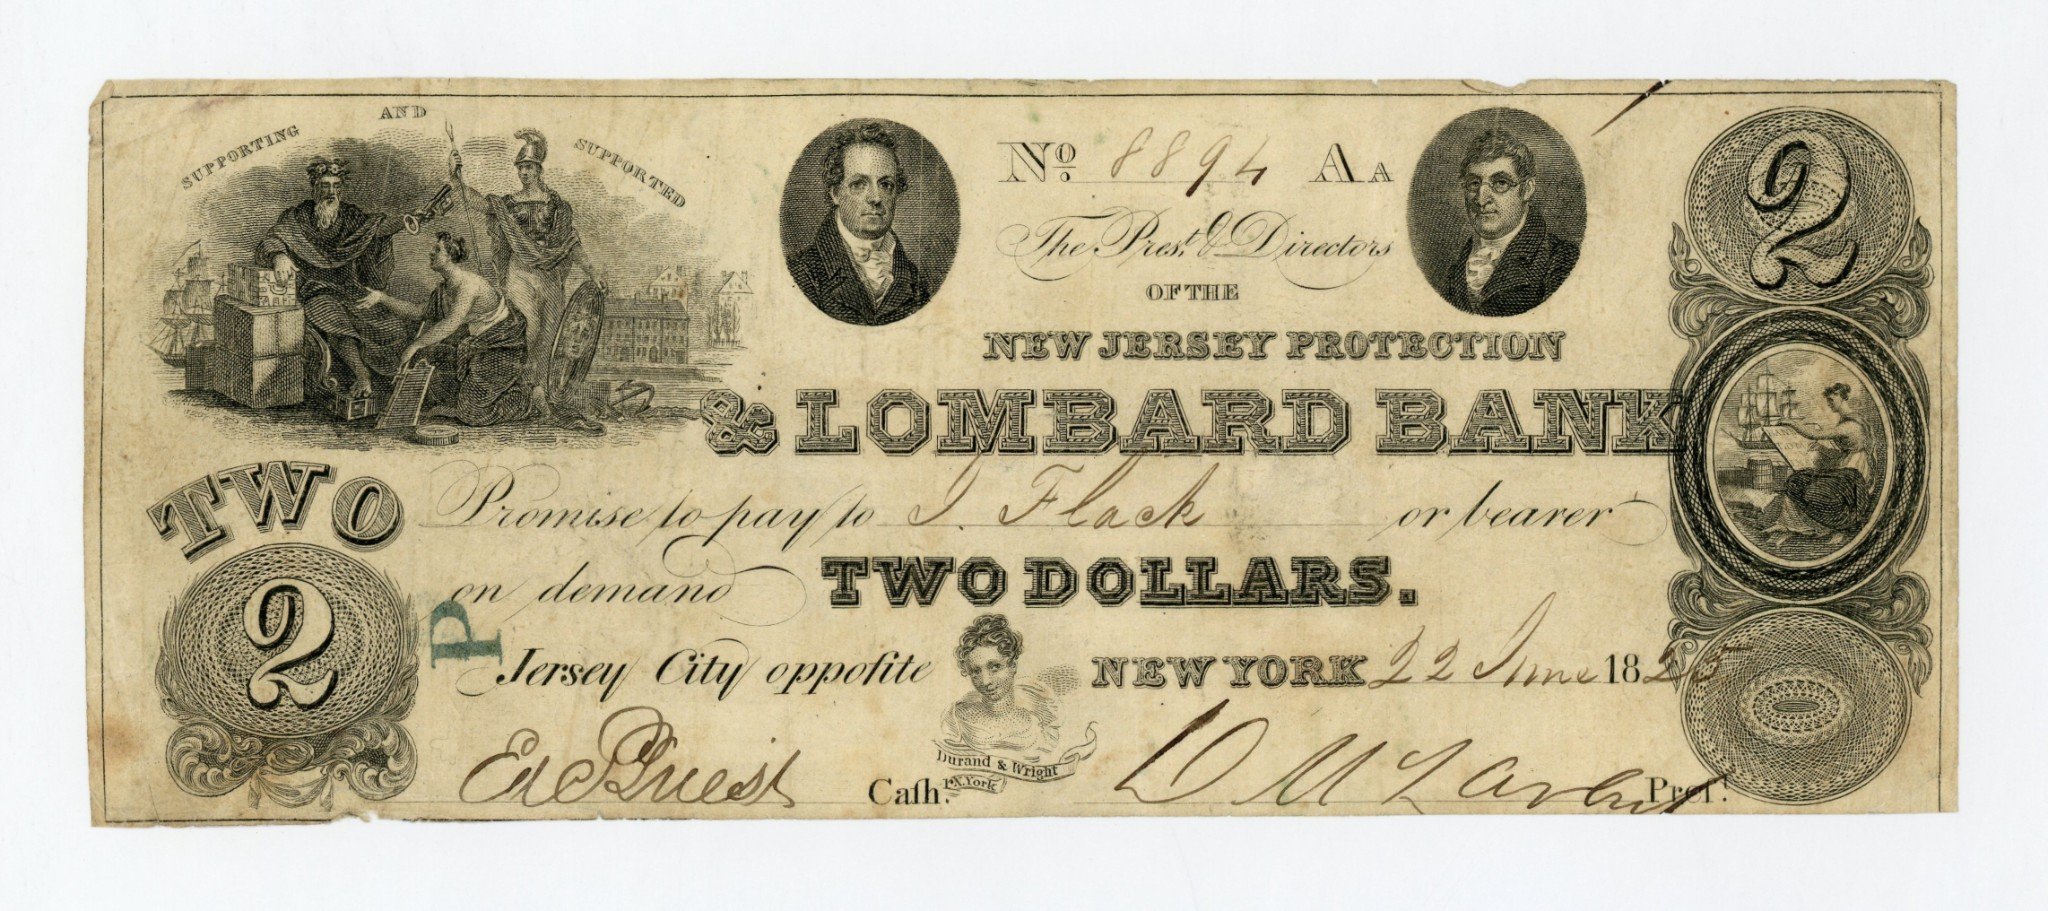 SUPPORTING AND SUPPORTED
No. 8894 AA
The Prest. & Directors
OF THE
NEW JERSEY PROTECTION
& LOMBARD BANK
TWO
Promise to pay to J. Flack or bearer
on demand TWO DOLLARS.
2
2
P
Jersey City oppoſite NEW YORK 22 June 1825
Durand & Wright
N.York
Caſh.
Preſt.